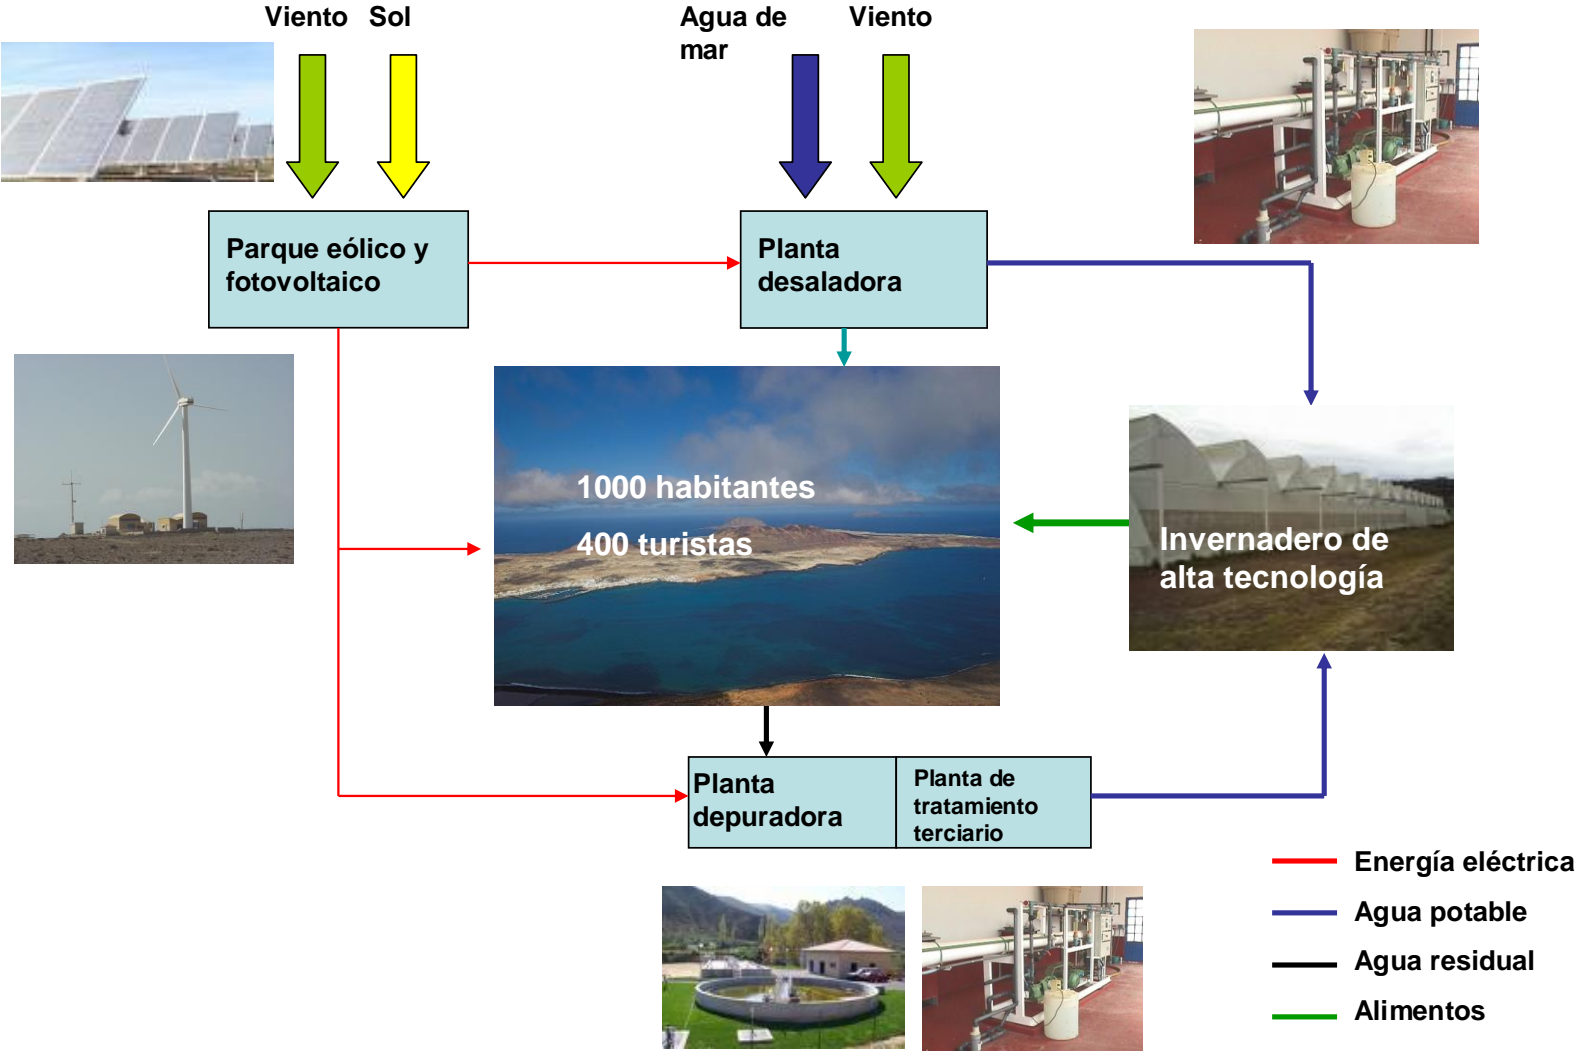 Viento Sol
Agua de
mar
Viento
Parque eólico y
fotovoltaico
Planta
desaladora
1000 habitantes
400 turistas
Invernadero de
alta tecnología
Planta
depuradora
Planta de
tratamiento
terciario
Energía eléctrica
Agua potable
Agua residual
Alimentos